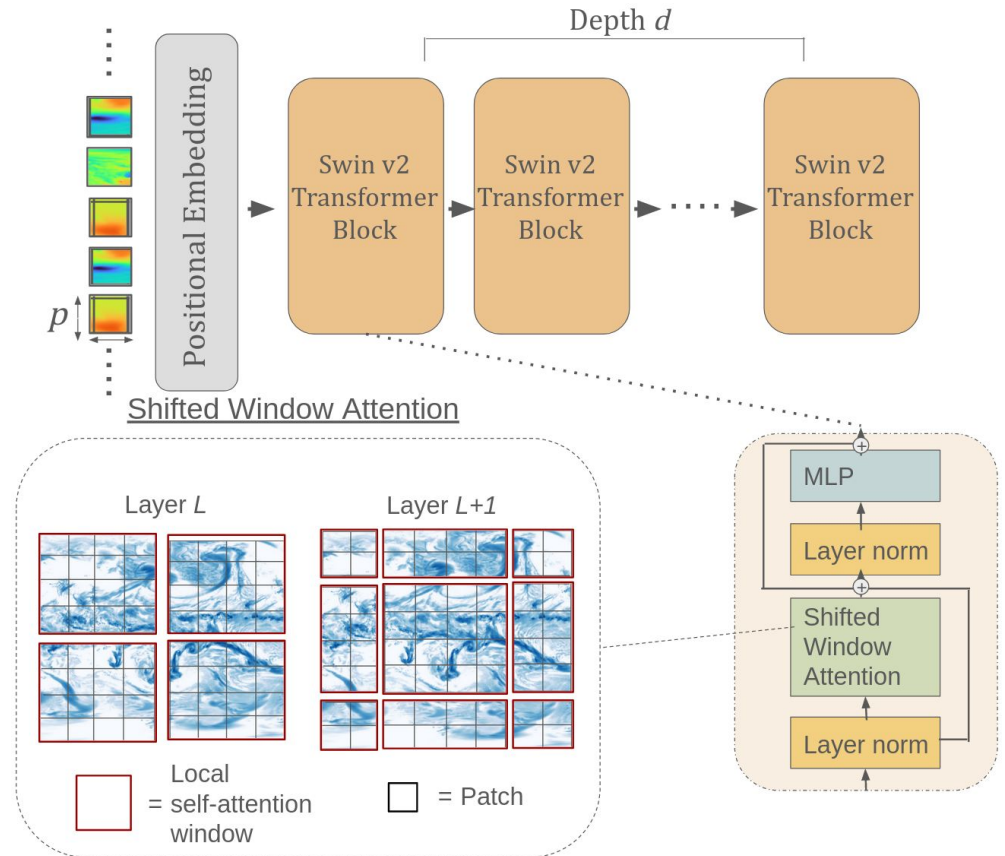 Depth d
Positional Embedding
Swin v2
Transformer
Block
Swin v2
Transformer
Block
Swin v2
Transformer
Block
p
Shifted Window Attention
Layer L
Layer L+1
Local
= self-attention
window
= Patch
+
MLP
Layer norm
+
Shifted
Window
Attention
Layer norm